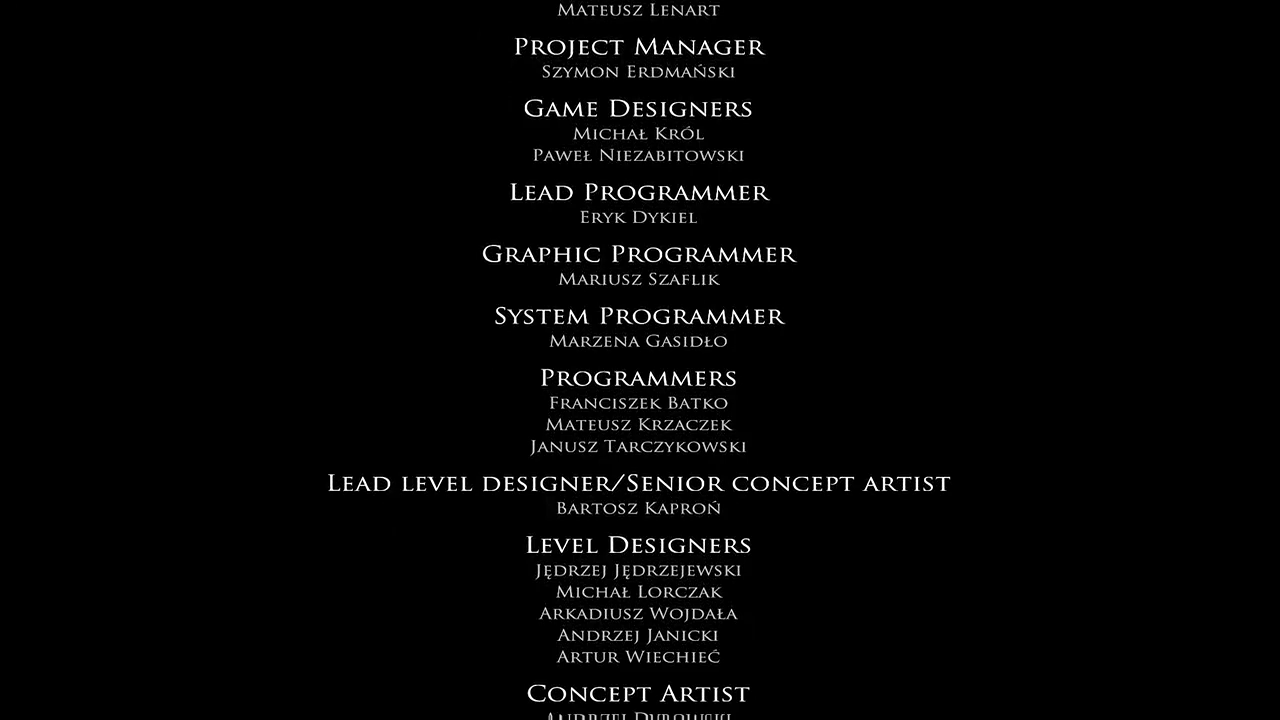 Mateusz Lenart
Project Manager
Szymon Erdmański
Game Designers
Michał Król
Paweł Niezabitowski
Lead Programmer
Eryk Dykiel
Graphic Programmer
Mariusz Szaflik
System Programmer
Marzena Gasidło
Programmers
Franciszek Batko
Mateusz Krzaczek
Janusz Tarczykowski
Lead level designer/Senior concept artist
Bartosz Kaproń
Level Designers
Jędrzej Jędrzejewski
Michał Lorczak
Arkadiusz Wojdała
Andrzej Janicki
Artur Wiechieć
Concept Artist
Andrzej